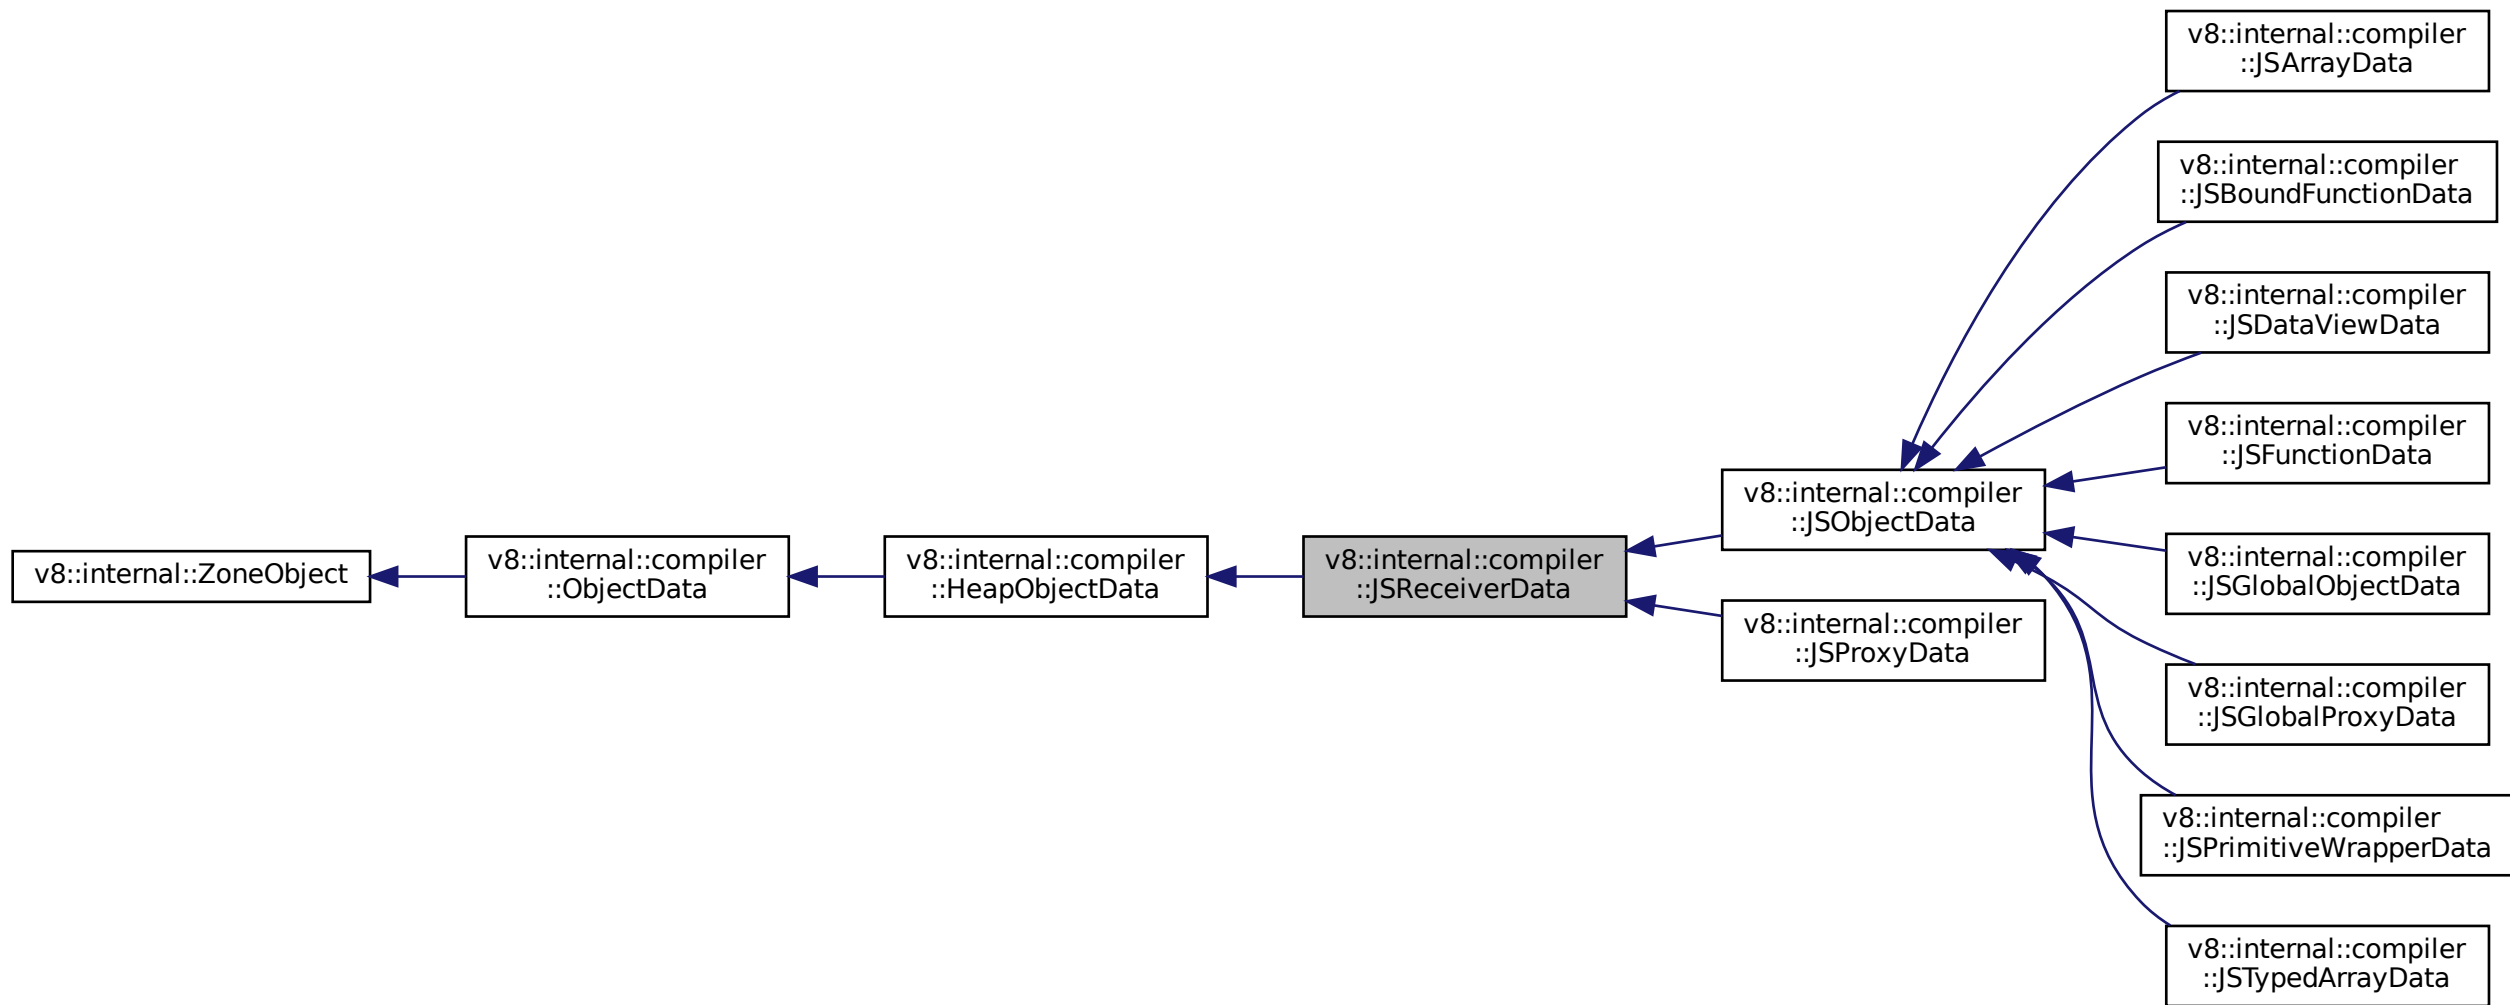 v8::internal::ZoneObject
v8::internal::compiler
::ObjectData
v8::internal::compiler
::HeapObjectData
v8::internal::compiler
::JSReceiverData
v8::internal::compiler
::JSObjectData
v8::internal::compiler
::JSProxyData
v8::internal::compiler
::JSArrayData
v8::internal::compiler
::JSBoundFunctionData
v8::internal::compiler
::JSDataViewData
v8::internal::compiler
::JSFunctionData
v8::internal::compiler
::JSGlobalObjectData
v8::internal::compiler
::JSGlobalProxyData
v8::internal::compiler
::JSPrimitiveWrapperData
v8::internal::compiler
::JSTypedArrayData